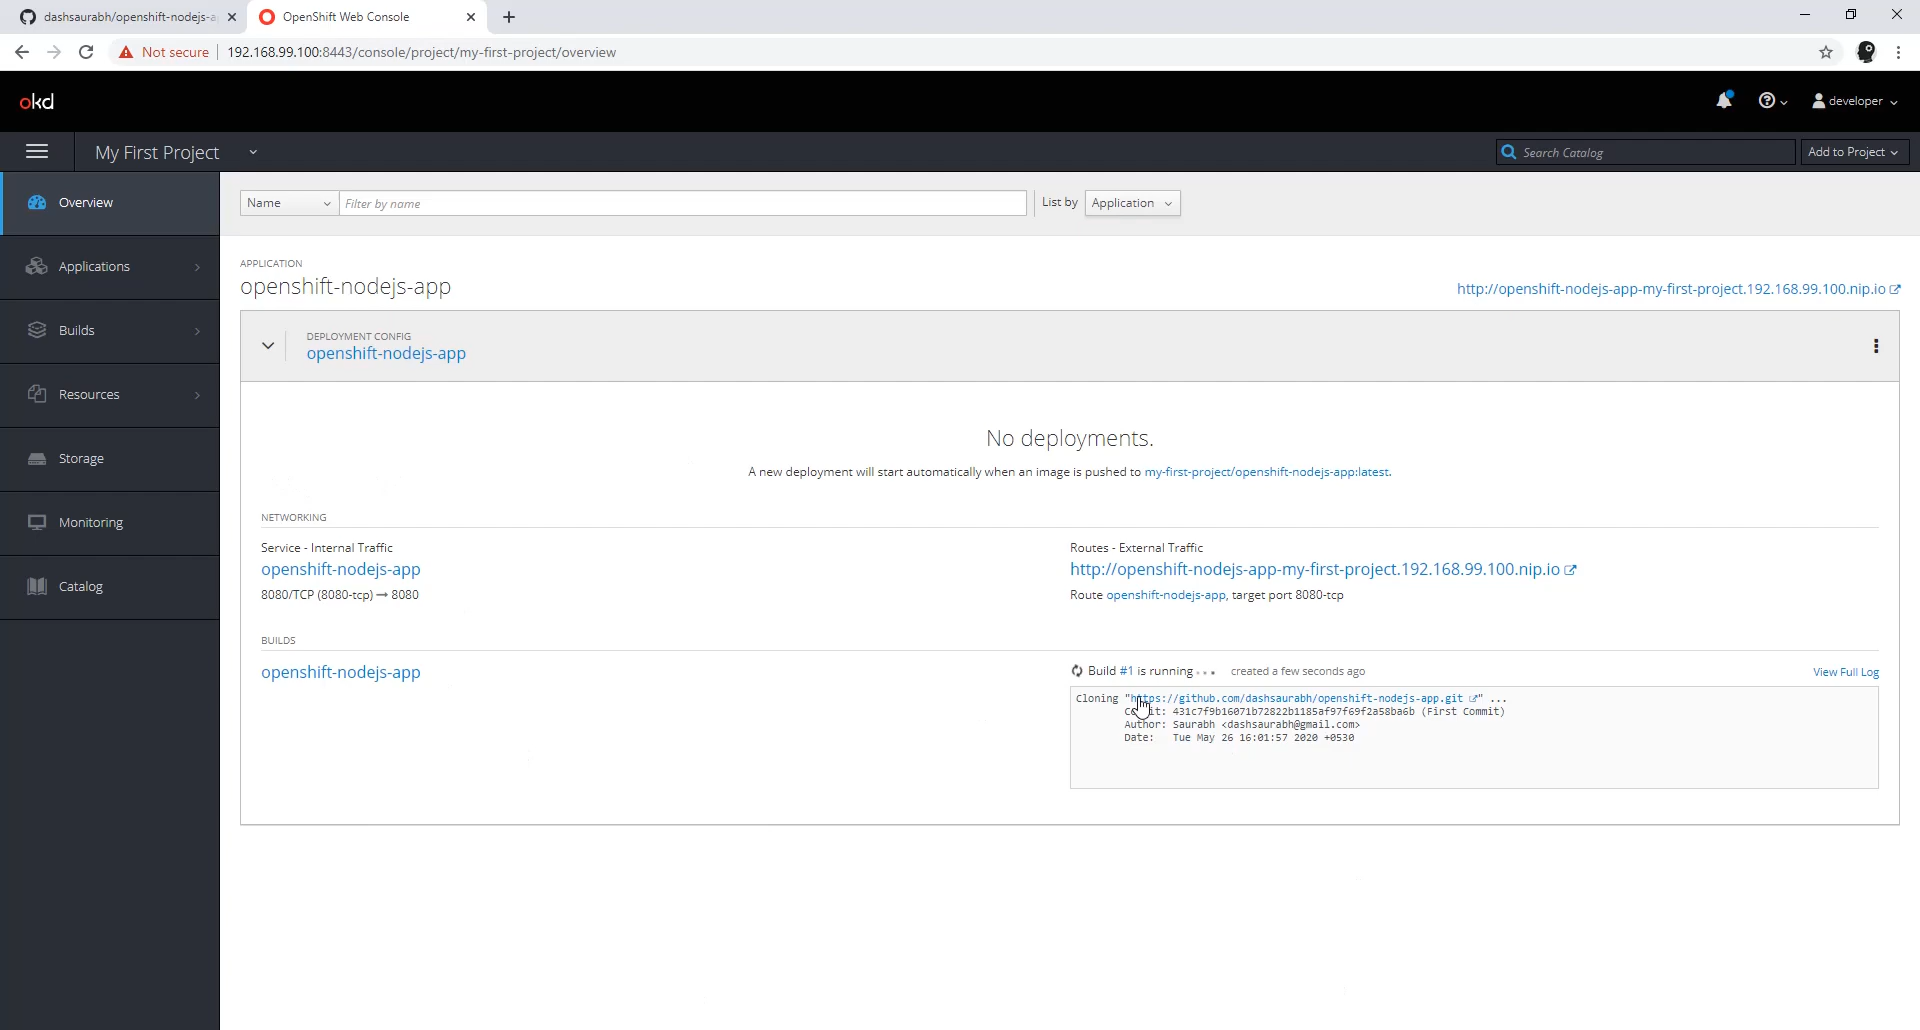 dashsaurabh/openshift-nodejs-a
OpenShift Web Console
Not secure
192.168.99.100:8443/console/project/my-first-project/overview
okd
developer
My First Project
Search Catalog
Add to Project
Overview
Applications
Builds
Resources
Storage
Monitoring
Catalog
Name
Filter by name
List by
Application
APPLICATION
openshift-nodejs-app
http://openshift-nodejs-app-my-first-project.192.168.99.100.nip.io
DEPLOYMENT CONFIG
openshift-nodejs-app
No deployments.
A new deployment will start automatically when an image is pushed to my-first-project/openshift-nodejs-app:latest.
NETWORKING
Service - Internal Traffic
openshift-nodejs-app
8080/TCP (8080-tcp) → 8080
Routes - External Traffic
http://openshift-nodejs-app-my-first-project.192.168.99.100.nip.io
Route openshift-nodejs-app, target port 8080-tcp
BUILDS
openshift-nodejs-app
Build #1 is running...
created a few seconds ago
View Full Log
Cloning "https://github.com/dashsaurabh/openshift-nodejs-app.git" ...
Commit: 431c7f9b16071b72822b1185af97f69f2a58ba6b (First Commit)
Author: Saurabh <dashsaurabh@gmail.com>
Date: Tue May 26 16:01:57 2020 +0530